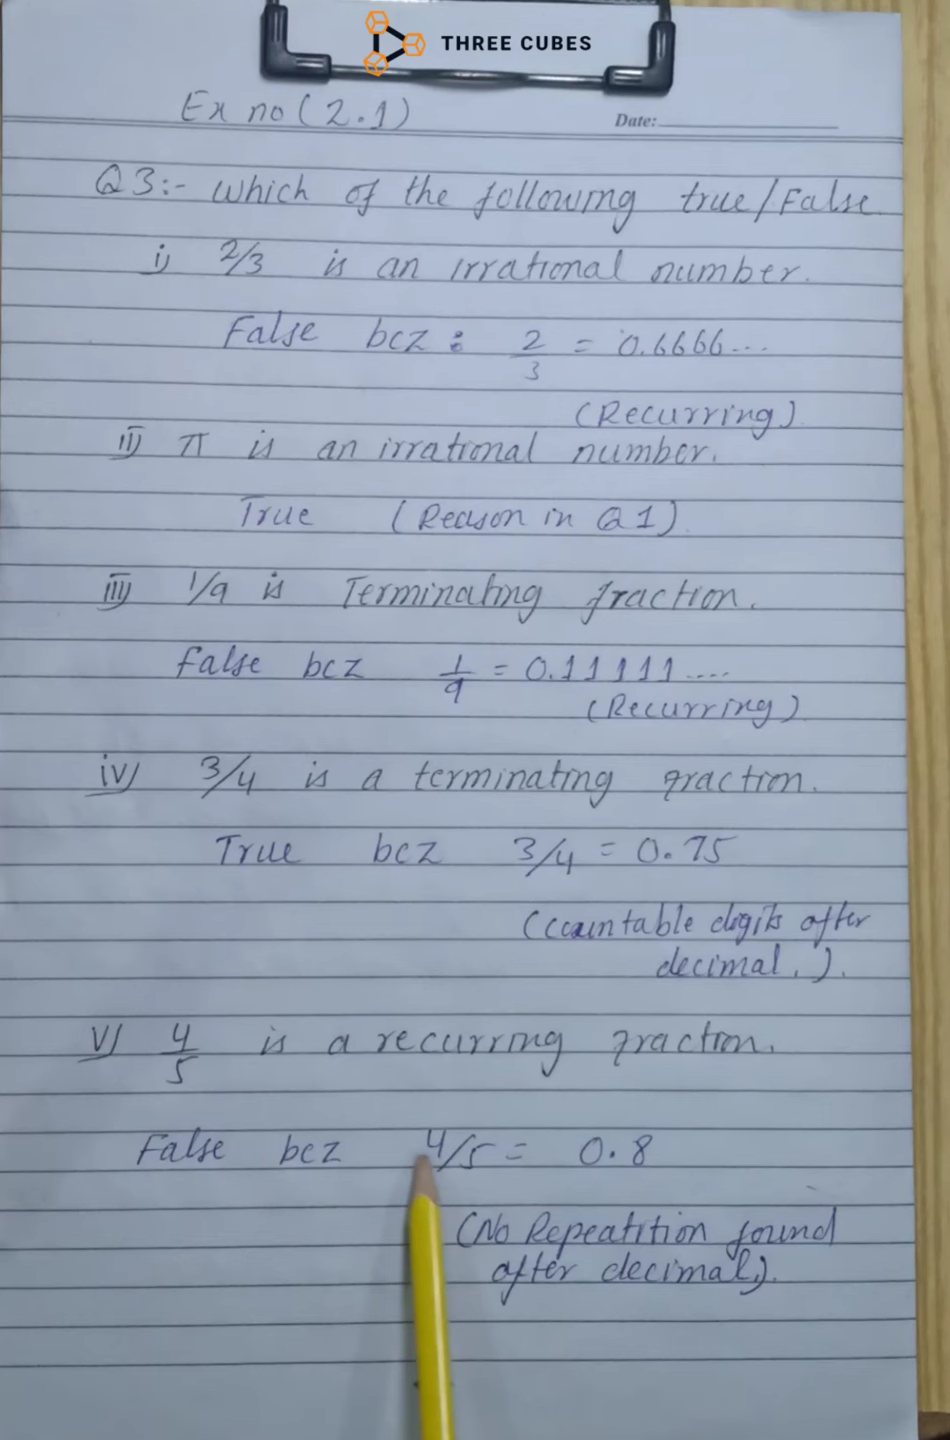 THREE CUBES
Ex no (2.1)
Date:
Q3:- which of the following true/False
i) 2/3 is an irrational number.
False bcz : 2/3 = 0.6666...
(Recurring)
ii) π is an irrational number.
True (Reason in Q1)
iii) 1/9 is Terminating fraction.
False bcz 1/9 = 0.11111....
(Recurring)
iv) 3/4 is a terminating fraction.
True bcz 3/4 = 0.75
(countable digits after
decimal.).
v) 4/5 is a recurring fraction.
False bcz 4/5 = 0.8
(No Repeatition found
after decimal).